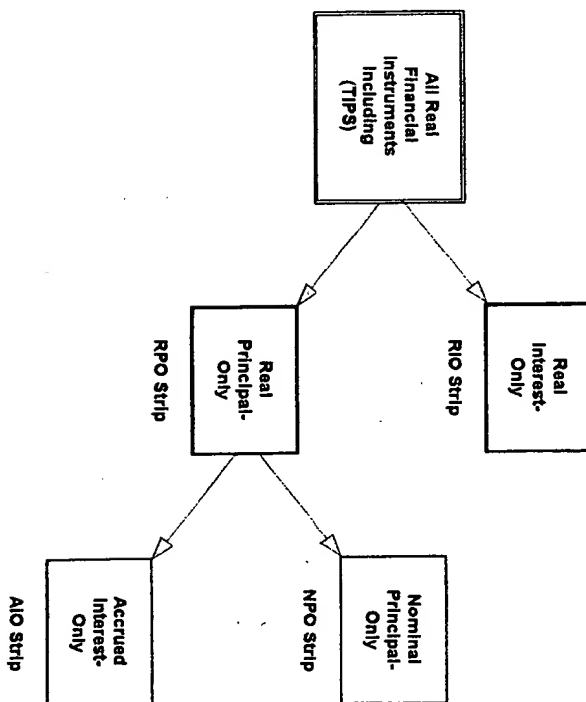 All Real
Financial
Instruments
Including
(TIPS)
Real
Interest-
Only
RIO Strip
Real
Principal-
Only
RPO Strip
Nominal
Principal-
Only
NPO Strip
Accrued
Interest-
Only
AIO Strip